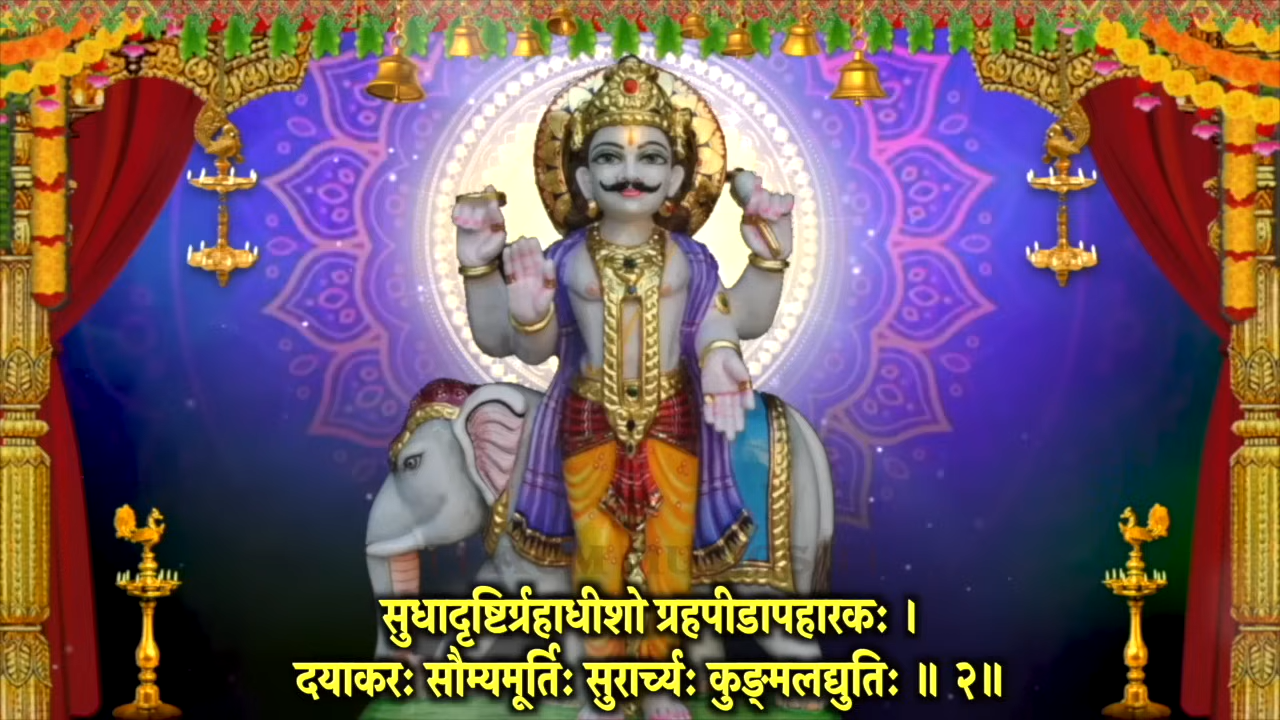 सुधादृष्टिर्ग्रहाधीशो ग्रहपीडापहारकः ।
दयाकरः सौम्यमूर्तिः सुरार्च्यः कुङ्मलद्युतिः ॥ २॥